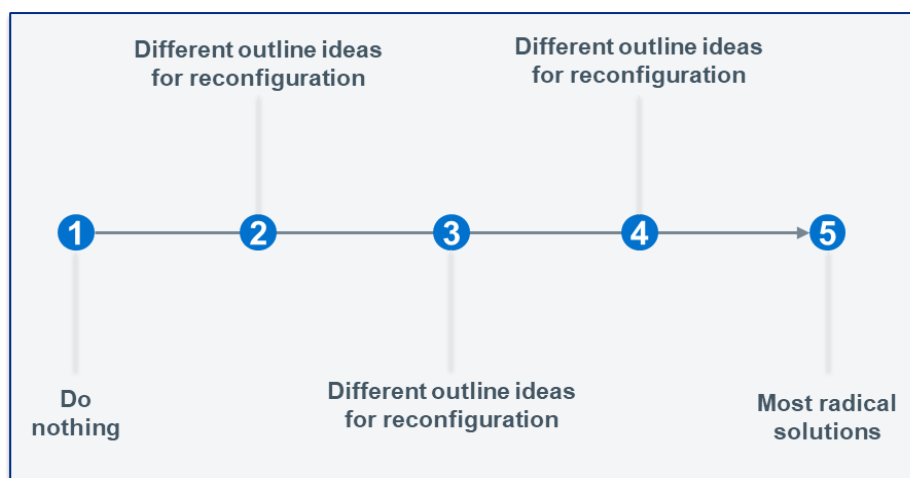 Different outline ideas
for reconfiguration
Different outline ideas
for reconfiguration
1
2
3
4
5
Do
nothing
Different outline ideas
for reconfiguration
Most radical
solutions